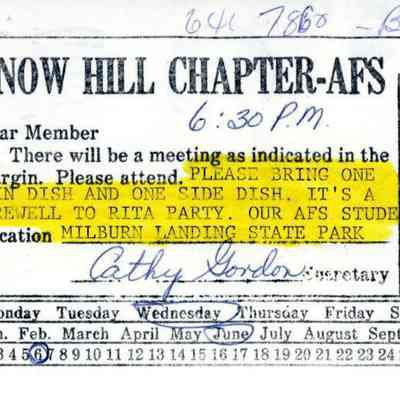 641 7860 -
NOW HILL CHAPTER-AFS
6:30 P.M.
ar Member
There will be a meeting as indicated in the
argin. Please attend. PLEASE BRING ONE
IN DISH AND ONE SIDE DISH. IT'S A
REWELL TO RITA PARTY. OUR AFS STUDE
cation MILBURN LANDING STATE PARK
Cathy Gordon Secretary
onday Tuesday Wednesday Thursday Friday S
n. Feb. March April May June July August Sept
3 4 5 6 7 8 9 10 11 12 13 14 15 16 17 18 19 20 21 22 23 24